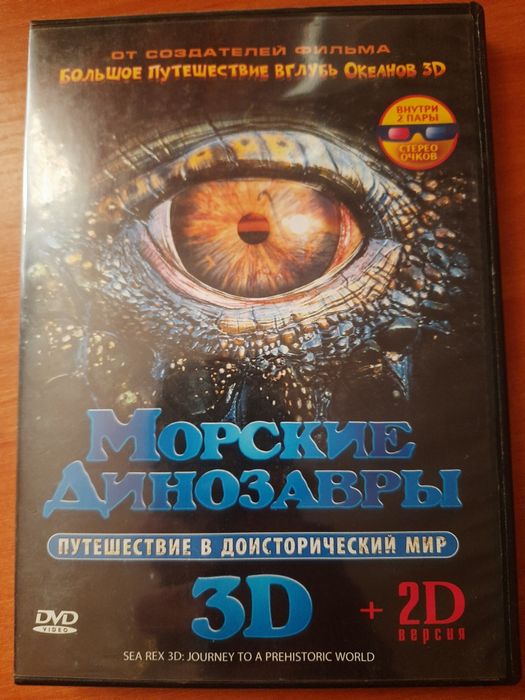 ОТ СОЗДАТЕЛЕЙ ФИЛЬМА
БОЛЬШОЕ ПУТЕШЕСТВИЕ ВГЛУБЬ ОКЕАНОВ 3D
ВНУТРИ
2 ПАРЫ
СТЕРЕО
ОЧКОВ
МОРСКИЕ
ДИНОЗАВРЫ
ПУТЕШЕСТВИЕ В ДОИСТОРИЧЕСКИЙ МИР
3D
+ 2D
версия
DVD
VIDEO
SEA REX 3D: JOURNEY TO A PREHISTORIC WORLD